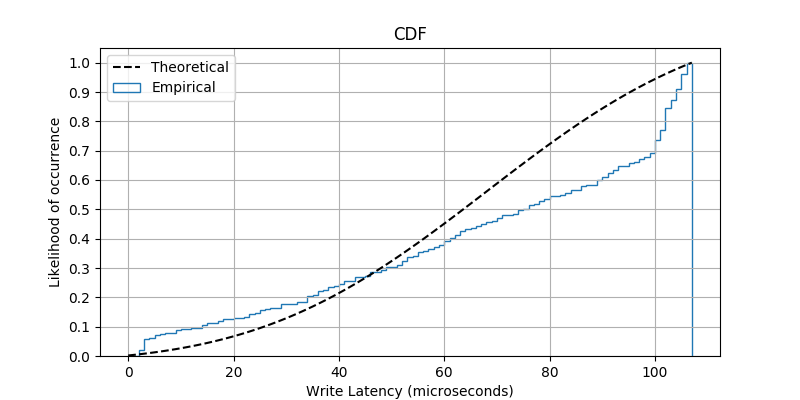 CDF
Theoretical
Empirical
Likelihood of occurrence
1.0
0.9
0.8
0.7
0.6
0.5
0.4
0.3
0.2
0.1
0.0
0 20 40 60 80 100
Write Latency (microseconds)